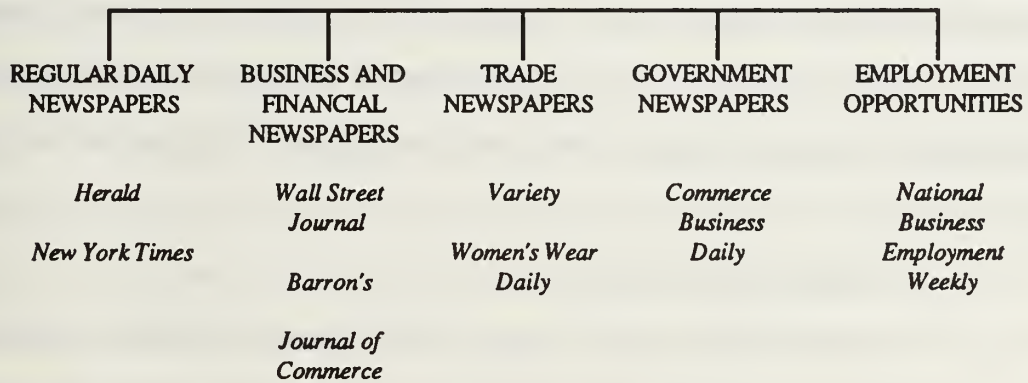 REGULAR DAILY
NEWSPAPERS
Herald
New York Times
BUSINESS AND
FINANCIAL
NEWSPAPERS
Wall Street
Journal
Barron's
Journal of
Commerce
TRADE
NEWSPAPERS
Variety
Women's Wear
Daily
GOVERNMENT
NEWSPAPERS
Commerce
Business
Daily
EMPLOYMENT
OPPORTUNITIES
National
Business
Employment
Weekly